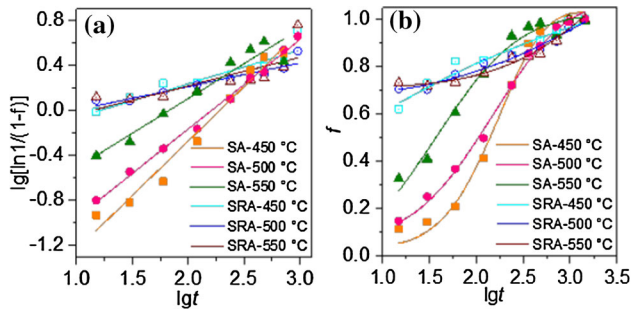 (a)
lg[ln1/(1-f)]
0.8
0.4
0.0
-0.4
-0.8
-1.2
1.0 1.5 2.0 2.5 3.0
lgt
SA-450 °C
SA-500 °C
SA-550 °C
SRA-450 °C
SRA-500 °C
SRA-550 °C
(b)
f
1.0
0.8
0.6
0.4
0.2
0.0
1.0 1.5 2.0 2.5 3.0 3.5
lgt
SA-450 °C
SA-500 °C
SA-550 °C
SRA-450 °C
SRA-500 °C
SRA-550 °C